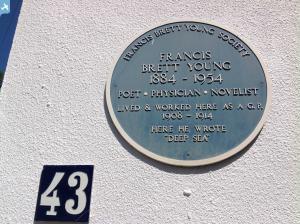 FRANCIS BRETT YOUNG SOCIETY
FRANCIS
BRETT YOUNG
1884 - 1954
POET • PHYSICIAN • NOVELIST
LIVED & WORKED HERE AS A G.P.
1908 - 1914
HERE HE WROTE
"DEEP SEA"
43